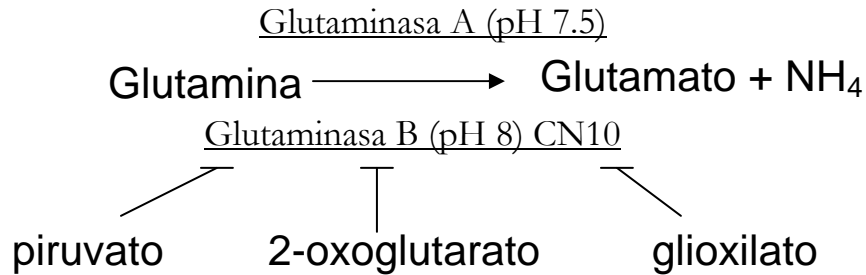 Glutaminasa A (pH 7.5)
Glutamina Glutamato + NH₄
Glutaminasa B (pH 8) CN10
piruvato 2-oxoglutarato glioxilato